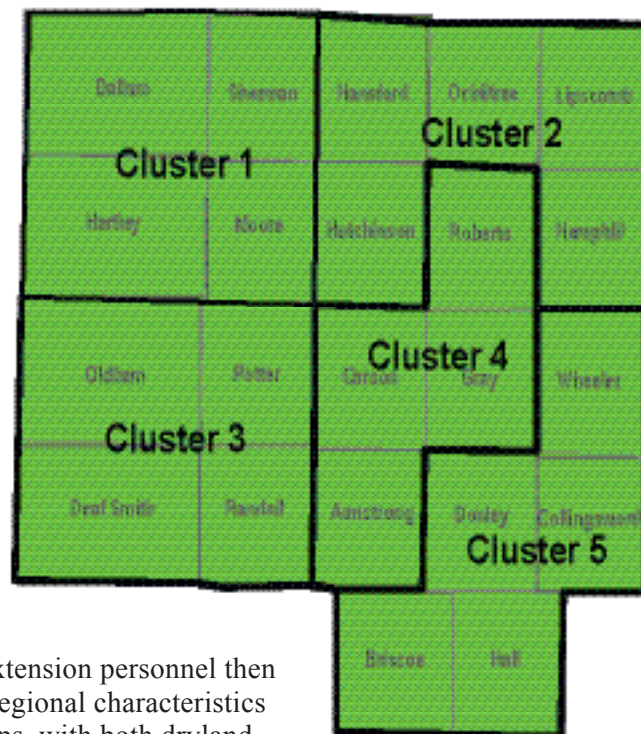 Dallam Sherman Hansford Ochiltree Lipscomb
Cluster 1 Cluster 2
Hartley Moore Hutchinson Roberts Hemphill
Oldham Potter Carson Gray Wheeler
Cluster 4
Cluster 3
Deaf Smith Randall Armstrong Donley Collingsworth
Cluster 5
Briscoe Hall
xtension personnel then
egional characteristics
ps, with both dryland